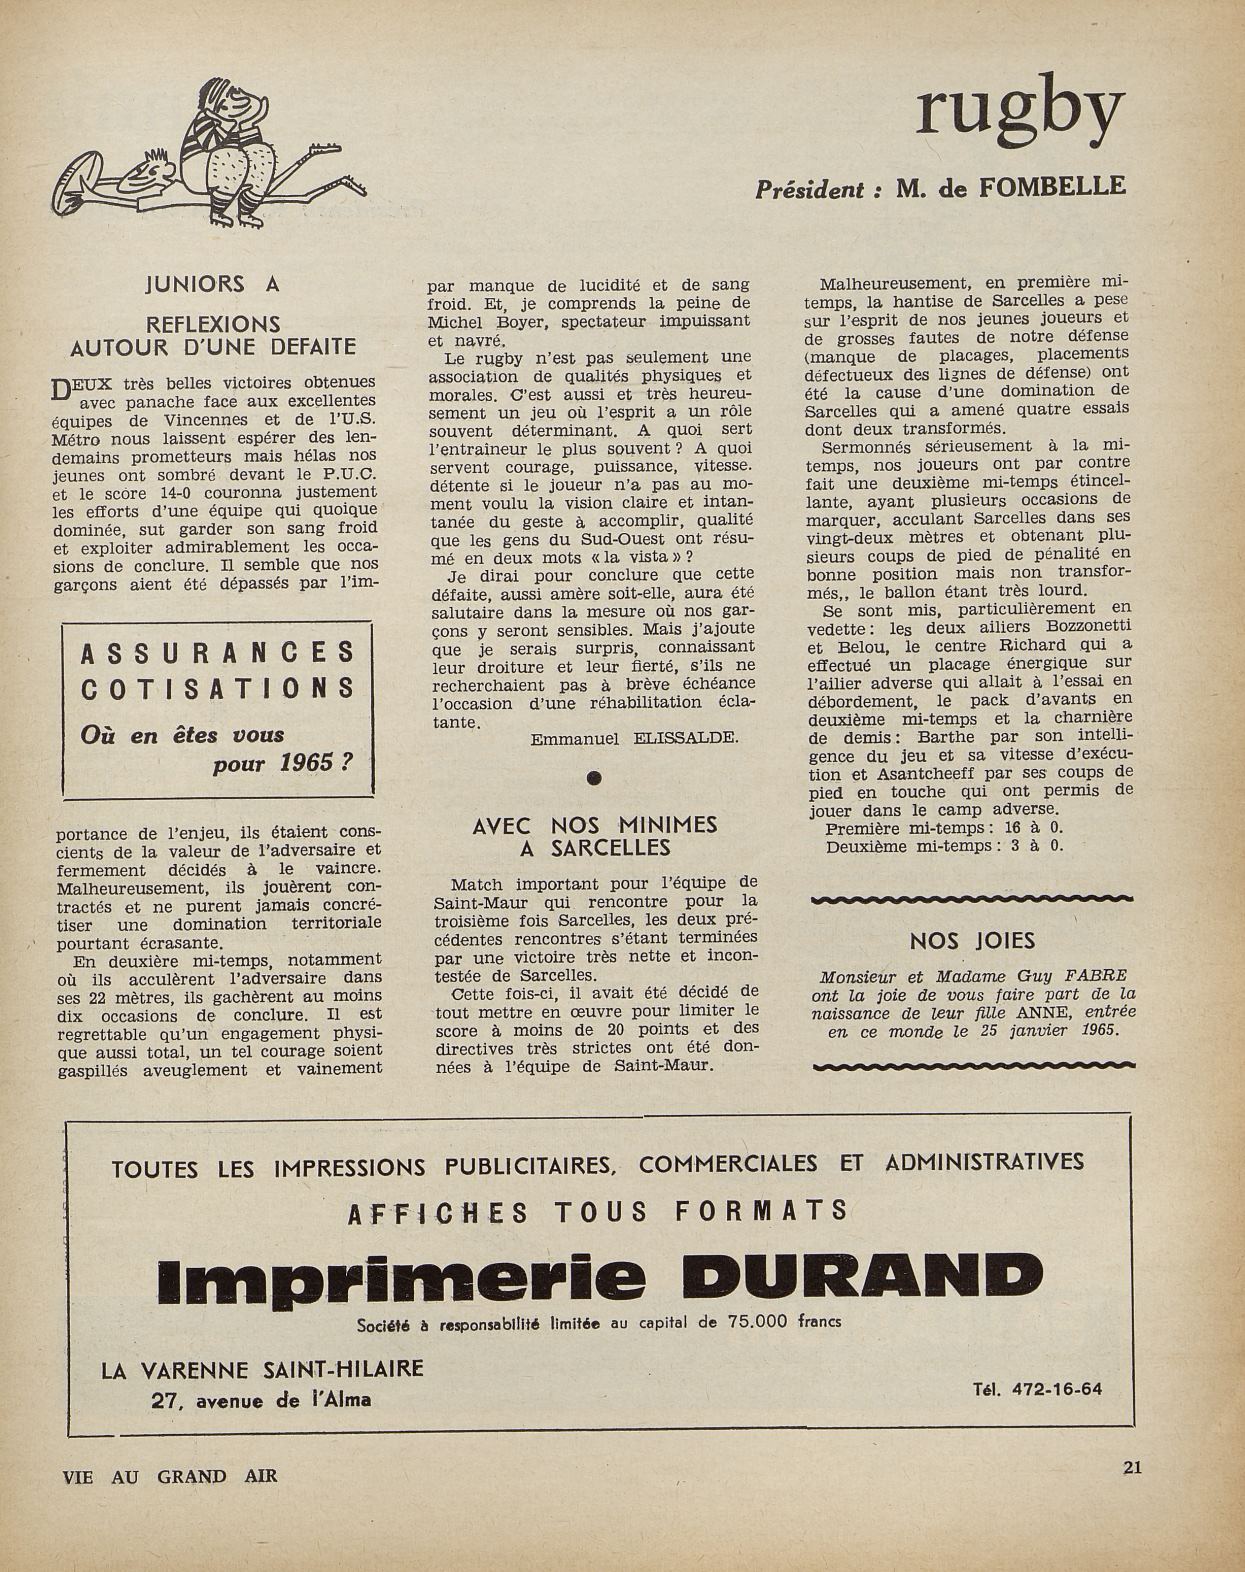 rugby
Président : M. de FOMBELLE
JUNIORS A
REFLEXIONS
AUTOUR D'UNE DEFAITE
DEUX très belles victoires obtenues
avec panache face aux excellentes
équipes de Vincennes et de l'U.S.
Métro nous laissent espérer des len-
demains prometteurs mais hélas nos
jeunes ont sombré devant le P.U.C.
et le score 14-0 couronna justement
les efforts d'une équipe qui quoique
dominée, sut garder son sang froid
et exploiter admirablement les occa-
sions de conclure. Il semble que nos
garçons aient été dépassés par l'im-
ASSURANCES
COTISATIONS
Où en êtes vous
pour 1965 ?
portance de l'enjeu, ils étaient cons-
cients de la valeur de l'adversaire et
fermement décidés à le vaincre.
Malheureusement, ils jouèrent con-
tractés et ne purent jamais concré-
tiser une domination territoriale
pourtant écrasante.
En deuxième mi-temps, notamment
où ils acculèrent l'adversaire dans
ses 22 mètres, ils gachèrent au moins
dix occasions de conclure. Il est
regrettable qu'un engagement physi-
que aussi total, un tel courage soient
gaspillés aveuglement et vainement
par manque de lucidité et de sang
froid. Et, je comprends la peine de
Michel Boyer, spectateur impuissant
et navré.
Le rugby n'est pas seulement une
association de qualités physiques et
morales. C'est aussi et très heureu-
sement un jeu où l'esprit a un rôle
souvent déterminant. A quoi sert
l'entraîneur le plus souvent ? A quoi
servent courage, puissance, vitesse.
détente si le joueur n'a pas au mo-
ment voulu la vision claire et intan-
tanée du geste à accomplir, qualité
que les gens du Sud-Ouest ont résu-
mé en deux mots « la vista » ?
Je dirai pour conclure que cette
défaite, aussi amère soit-elle, aura été
salutaire dans la mesure où nos gar-
çons y seront sensibles. Mais j'ajoute
que je serais surpris, connaissant
leur droiture et leur fierté, s'ils ne
recherchaient pas à brève échéance
l'occasion d'une réhabilitation écla-
tante.
Emmanuel ELISSALDE.
●
AVEC NOS MINIMES
A SARCELLES
Match important pour l'équipe de
Saint-Maur qui rencontre pour la
troisième fois Sarcelles, les deux pré-
cédentes rencontres s'étant terminées
par une victoire très nette et incon-
testée de Sarcelles.
Cette fois-ci, il avait été décidé de
tout mettre en œuvre pour limiter le
score à moins de 20 points et des
directives très strictes ont été don-
nées à l'équipe de Saint-Maur.
Malheureusement, en première mi-
temps, la hantise de Sarcelles a pese
sur l'esprit de nos jeunes joueurs et
de grosses fautes de notre défense
(manque de placages, placements
défectueux des lignes de défense) ont
été la cause d'une domination de
Sarcelles qui a amené quatre essais
dont deux transformés.
Sermonnés sérieusement à la mi-
temps, nos joueurs ont par contre
fait une deuxième mi-temps étincel-
lante, ayant plusieurs occasions de
marquer, acculant Sarcelles dans ses
vingt-deux mètres et obtenant plu-
sieurs coups de pied de pénalité en
bonne position mais non transfor-
més,, le ballon étant très lourd.
Se sont mis, particulièrement en
vedette : les deux ailiers Bozzonetti
et Belou, le centre Richard qui a
effectué un placage énergique sur
l'ailier adverse qui allait à l'essai en
débordement, le pack d'avants en
deuxième mi-temps et la charnière
de demis : Barthe par son intelli-
gence du jeu et sa vitesse d'exécu-
tion et Asantcheeff par ses coups de
pied en touche qui ont permis de
jouer dans le camp adverse.
Première mi-temps : 16 à 0.
Deuxième mi-temps : 3 à 0.
NOS JOIES
Monsieur et Madame Guy FABRE
ont la joie de vous faire part de la
naissance de leur fille ANNE, entrée
en ce monde le 25 janvier 1965.
TOUTES LES IMPRESSIONS PUBLICITAIRES, COMMERCIALES ET ADMINISTRATIVES
AFFICHES TOUS FORMATS
Imprimerie DURAND
Société à responsabilité limitée au capital de 75.000 francs
LA VARENNE SAINT-HILAIRE
27, avenue de l'Alma
Tél. 472-16-64
VIE AU GRAND AIR
21